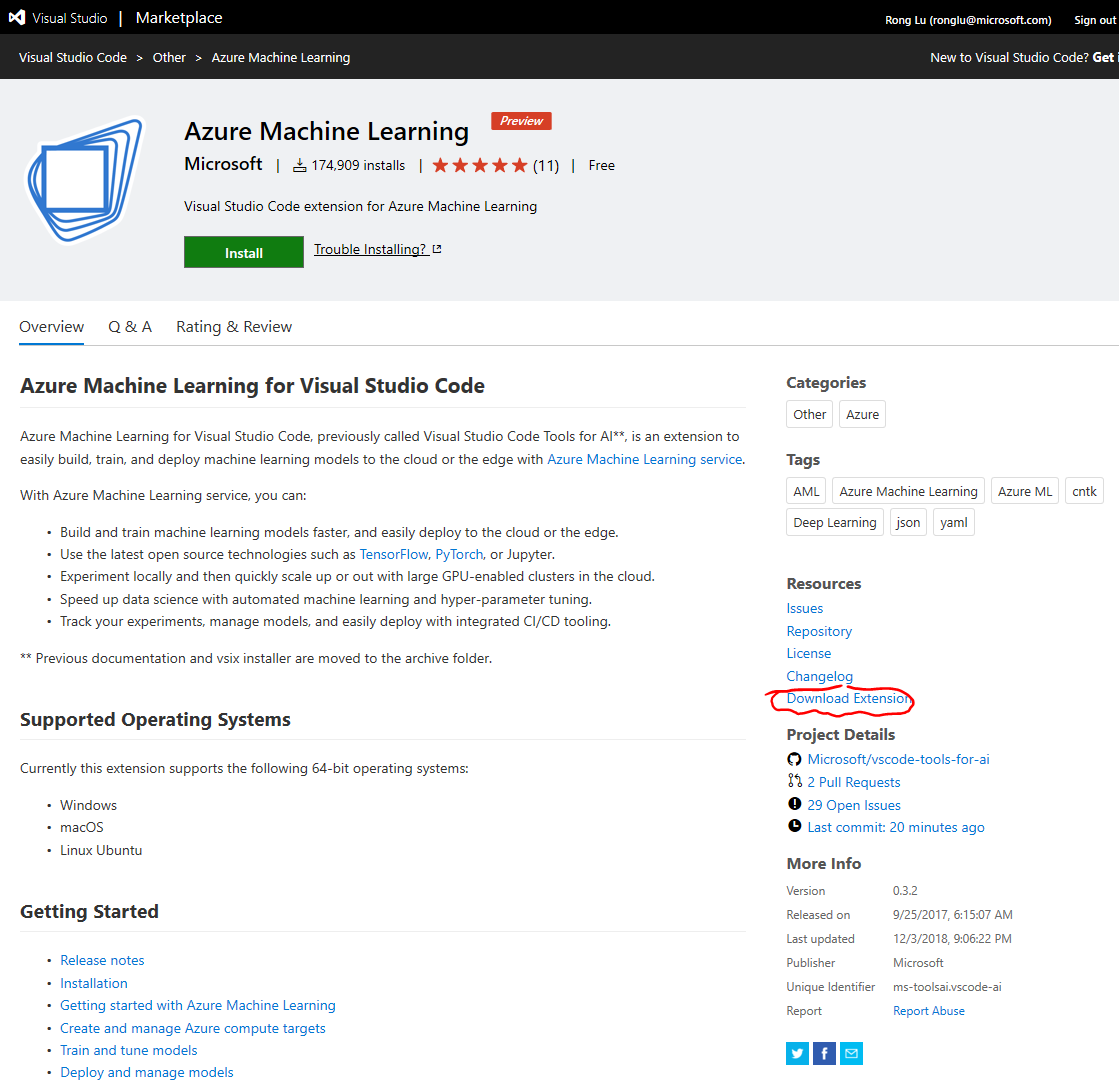 Visual Studio | Marketplace
Rong Lu (ronglu@microsoft.com) Sign out
Visual Studio Code > Other > Azure Machine Learning
New to Visual Studio Code? Get
Azure Machine Learning Preview
Microsoft | 174,909 installs | (11) | Free
Visual Studio Code extension for Azure Machine Learning
Install Trouble Installing?
Overview Q & A Rating & Review
Azure Machine Learning for Visual Studio Code
Azure Machine Learning for Visual Studio Code, previously called Visual Studio Code Tools for AI**, is an extension to
easily build, train, and deploy machine learning models to the cloud or the edge with Azure Machine Learning service.
With Azure Machine Learning service, you can:
• Build and train machine learning models faster, and easily deploy to the cloud or the edge.
• Use the latest open source technologies such as TensorFlow, PyTorch, or Jupyter.
• Experiment locally and then quickly scale up or out with large GPU-enabled clusters in the cloud.
• Speed up data science with automated machine learning and hyper-parameter tuning.
• Track your experiments, manage models, and easily deploy with integrated CI/CD tooling.
** Previous documentation and vsix installer are moved to the archive folder.
Supported Operating Systems
Currently this extension supports the following 64-bit operating systems:
• Windows
• macOS
• Linux Ubuntu
Getting Started
• Release notes
• Installation
• Getting started with Azure Machine Learning
• Create and manage Azure compute targets
• Train and tune models
• Deploy and manage models
Categories
Other Azure
Tags
AML Azure Machine Learning Azure ML cntk
Deep Learning json yaml
Resources
Issues
Repository
License
Changelog
Download Extension
Project Details
Microsoft/vscode-tools-for-ai
2 Pull Requests
29 Open Issues
Last commit: 20 minutes ago
More Info
Version 0.3.2
Released on 9/25/2017, 6:15:07 AM
Last updated 12/3/2018, 9:06:22 PM
Publisher Microsoft
Unique Identifier ms-toolsai.vscode-ai
Report Report Abuse